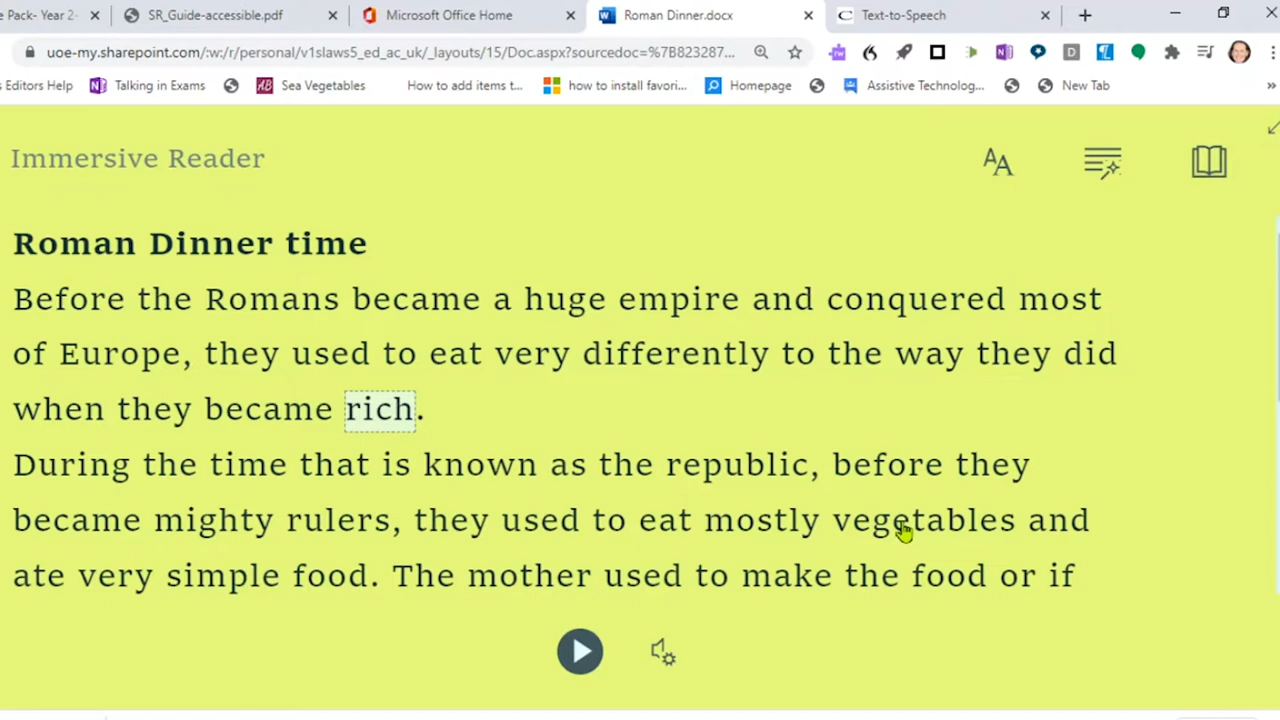 e Pack- Year 2-
SR_Guide-accessible.pdf
Microsoft Office Home
Roman Dinner.docx
Text-to-Speech
uoe-my.sharepoint.com/:w:/r/personal/v1slaws5_ed_ac_uk/_layouts/15/Doc.aspx?sourcedoc=%7B823287...
s Editors Help
Talking in Exams
Sea Vegetables
How to add items t...
how to install favori...
Homepage
Assistive Technolog...
New Tab
Immersive Reader
Roman Dinner time
Before the Romans became a huge empire and conquered most
of Europe, they used to eat very differently to the way they did
when they became rich.
During the time that is known as the republic, before they
became mighty rulers, they used to eat mostly vegetables and
ate very simple food. The mother used to make the food or if